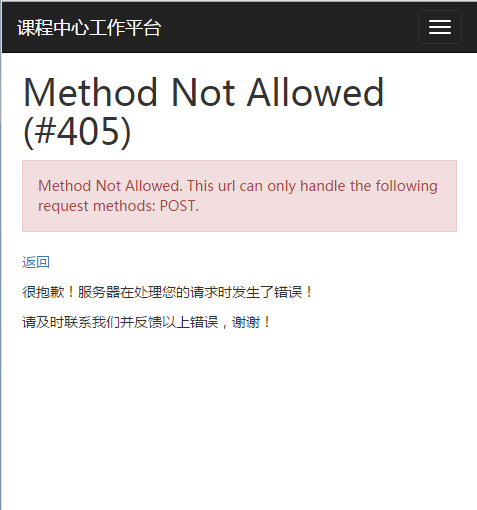 课程中心工作平台
Method Not Allowed
(#405)
Method Not Allowed. This url can only handle the following
request methods: POST.
返回
很抱歉！服务器在处理您的请求时发生了错误！
请及时联系我们并反馈以上错误，谢谢！